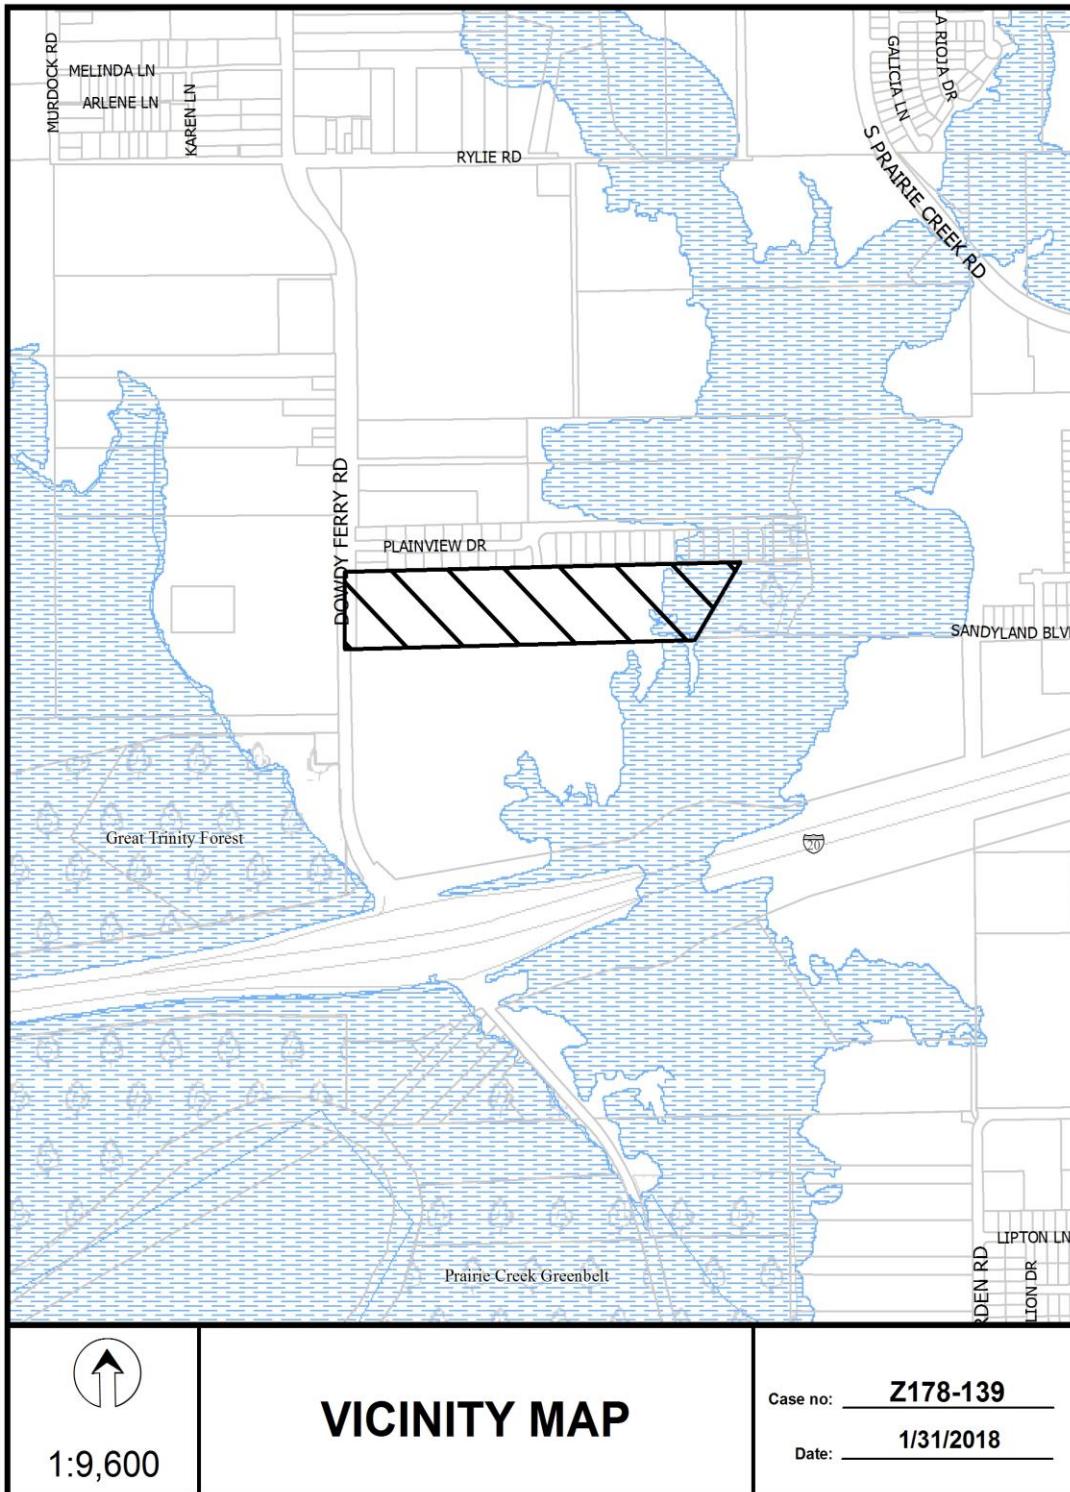 MURDOCK RD
MELINDA LN
ARLENE LN
KAREN LN
RYLIE RD
GALICIA LN
LA RIOJA DR
S PRAIRIE CREEK RD
DOWDY FERRY RD
PLAINVIEW DR
SANDYLAND BLV
Great Trinity Forest
20
Prairie Creek Greenbelt
RDEN RD
LIPTON LN
LION DR
1:9,600
VICINITY MAP
Case no: Z178-139
Date: 1/31/2018